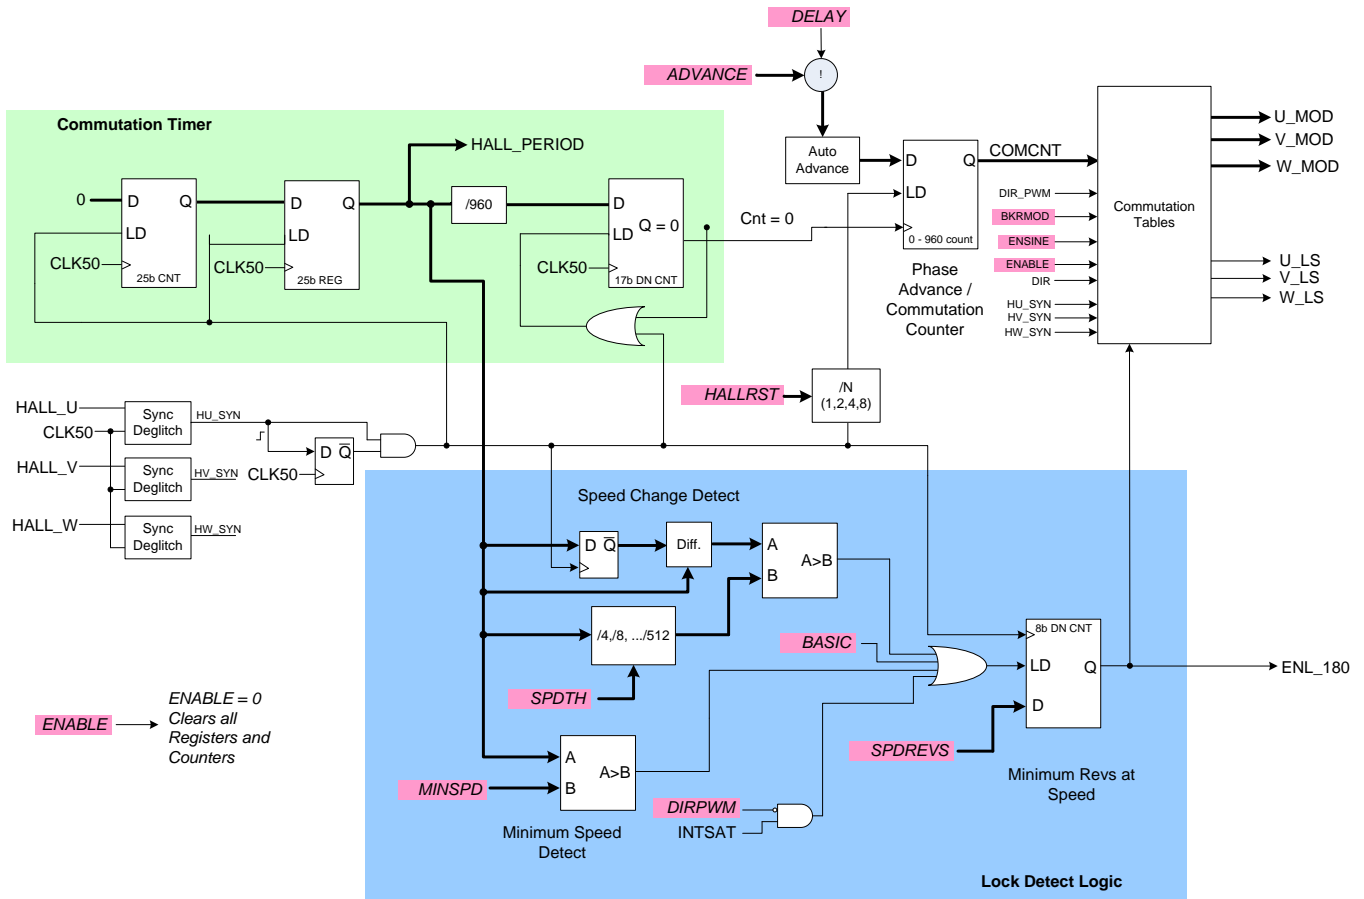 DELAY
ADVANCE
!
Auto
Advance
Commutation Timer
HALL_PERIOD
0
D
Q
LD
CLK50
25b CNT
D
Q
LD
CLK50
25b REG
/960
D
Q = 0
LD
CLK50
17b DN CNT
Cnt = 0
D
Q
LD
0 - 960 count
Phase
Advance /
Commutation
Counter
COMCNT
DIR_PWM
BKRMOD
ENSINE
ENABLE
DIR
HU_SYN
HV_SYN
HW_SYN
Commutation
Tables
U_MOD
V_MOD
W_MOD
U_LS
V_LS
W_LS
HALLRST
/N
(1,2,4,8)
HALL_U
CLK50
HALL_V
HALL_W
Sync
Deglitch
HU_SYN
Sync
Deglitch
HV_SYN
Sync
Deglitch
HW_SYN
D
Q
CLK50
Speed Change Detect
D
Q
Diff.
A
B
A>B
/4,/8, .../512
SPDTH
BASIC
MINSPD
A
B
A>B
Minimum Speed
Detect
DIRPWM
INTSAT
8b DN CNT
LD
Q
D
ENL_180
SPDREVS
Minimum Revs at
Speed
Lock Detect Logic
ENABLE
ENABLE = 0
Clears all
Registers and
Counters